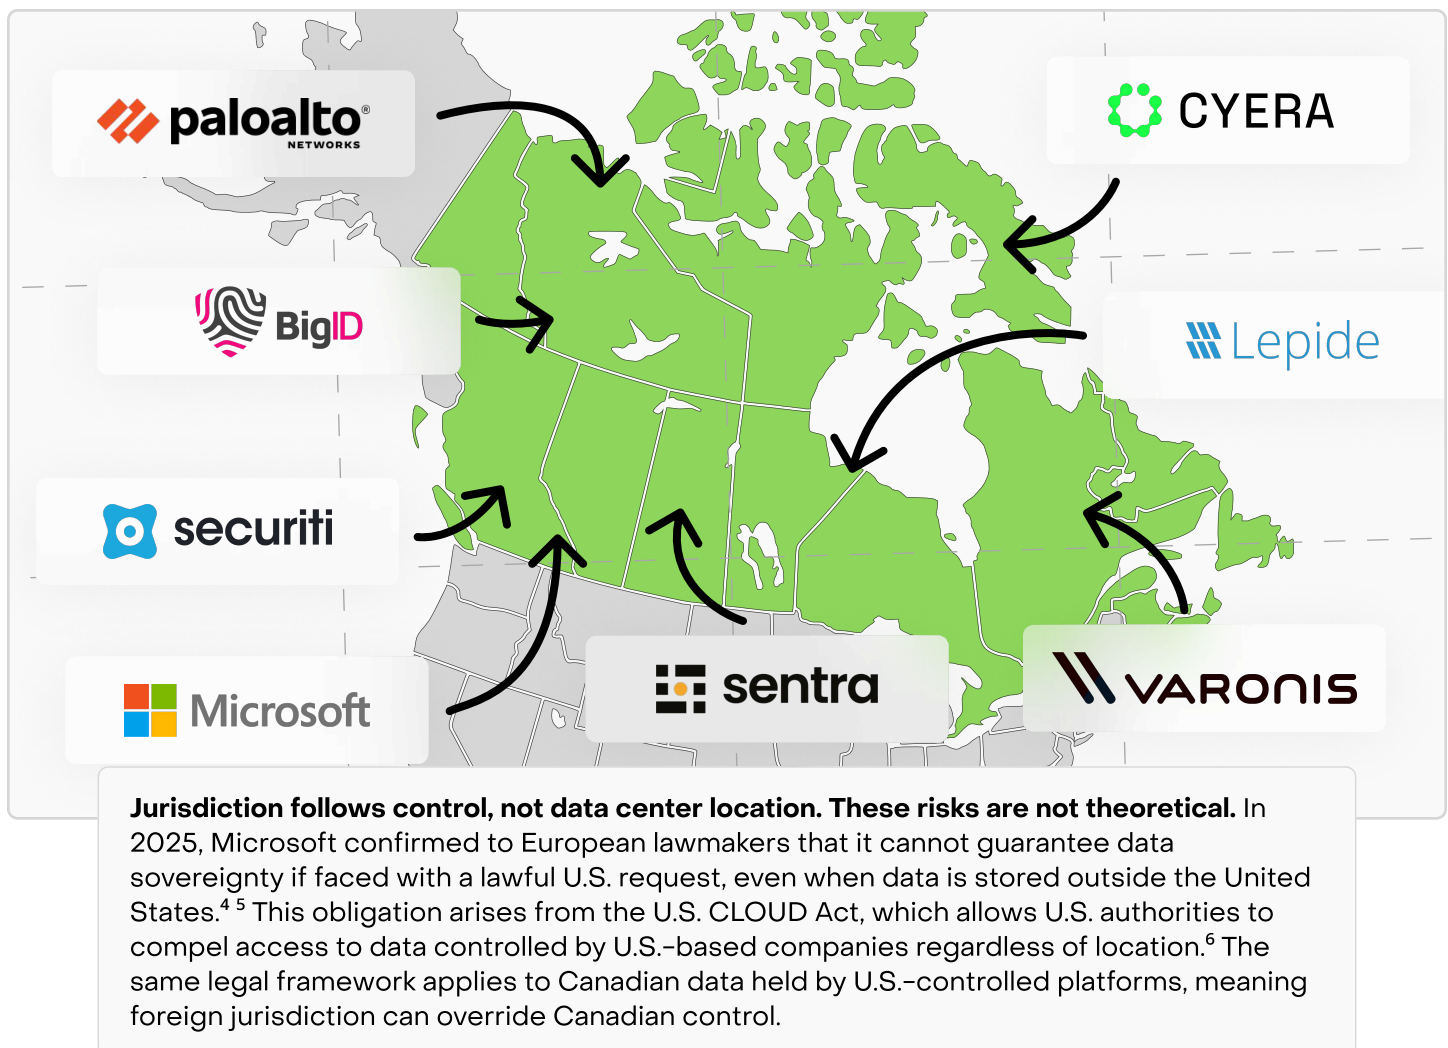 paloalto®
NETWORKS
CYERA
BigID
Lepide
securiti
Microsoft
sentra
VARONIS
Jurisdiction follows control, not data center location. These risks are not theoretical. In
2025, Microsoft confirmed to European lawmakers that it cannot guarantee data
sovereignty if faced with a lawful U.S. request, even when data is stored outside the United
States.⁴ ⁵ This obligation arises from the U.S. CLOUD Act, which allows U.S. authorities to
compel access to data controlled by U.S.-based companies regardless of location.⁶ The
same legal framework applies to Canadian data held by U.S.-controlled platforms, meaning
foreign jurisdiction can override Canadian control.